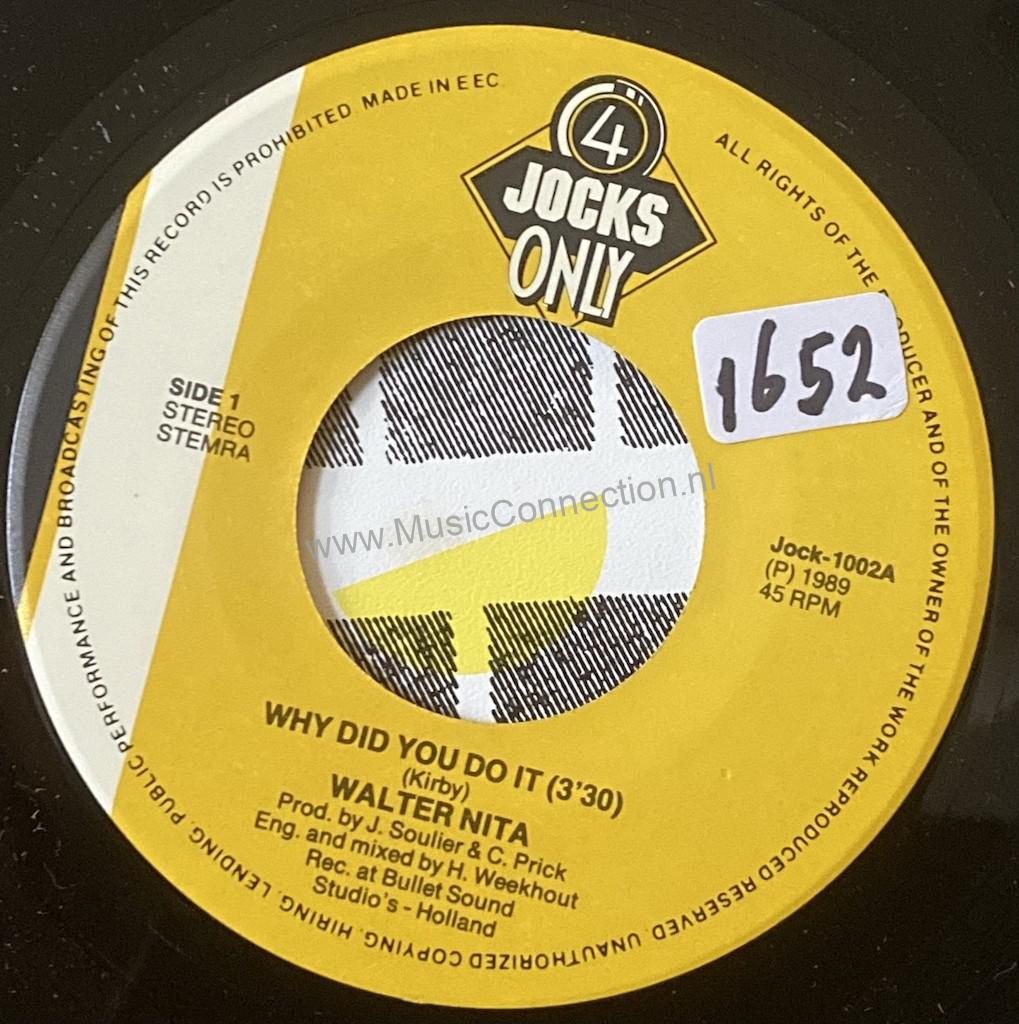 4
JOCKS
ONLY
ALL RIGHTS OF THE PRODUCER AND OF THE OWNER OF THE WORK REPRODUCED RESERVED. UNAUTHORIZED COPYING, HIRING, LENDING, PUBLIC PERFORMANCE AND BROADCASTING OF THIS RECORD IS PROHIBITED. MADE IN EEC
1652
SIDE 1
STEREO
STEMRA
www.MusicConnection.nl
Jock-1002A
(P) 1989
45 RPM
WHY DID YOU DO IT (3'30)
(Kirby)
WALTER NITA
Prod. by J. Soulier & C. Prick
Eng. and mixed by H. Weekhout
Rec. at Bullet Sound
Studio's - Holland